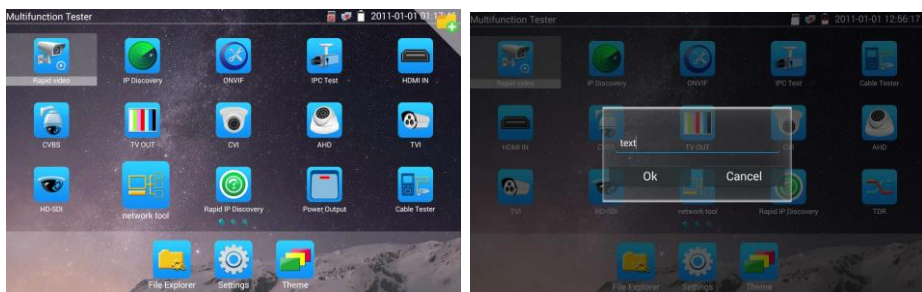 Multifunction Tester
2011-01-01 01:17
Rapid video
IP Discovery
ONVIF
IPC Test
HDMI IN
CVBS
TV OUT
CVI
AHD
TVI
HD-SDI
network tool
Rapid IP Discovery
Power Output
Cable Tester
File Explorer
Settings
Theme
Multifunction Tester
2011-01-01 12:56:17
Rapid video
IP Discovery
ONVIF
IPC Test
Cable Tester
HDMI IN
CVBS
TV OUT
CVI
AHD
text
Ok
Cancel
TVI
HD-SDI
network tool
Rapid IP Discovery
TDR
File Explorer
Settings
Theme